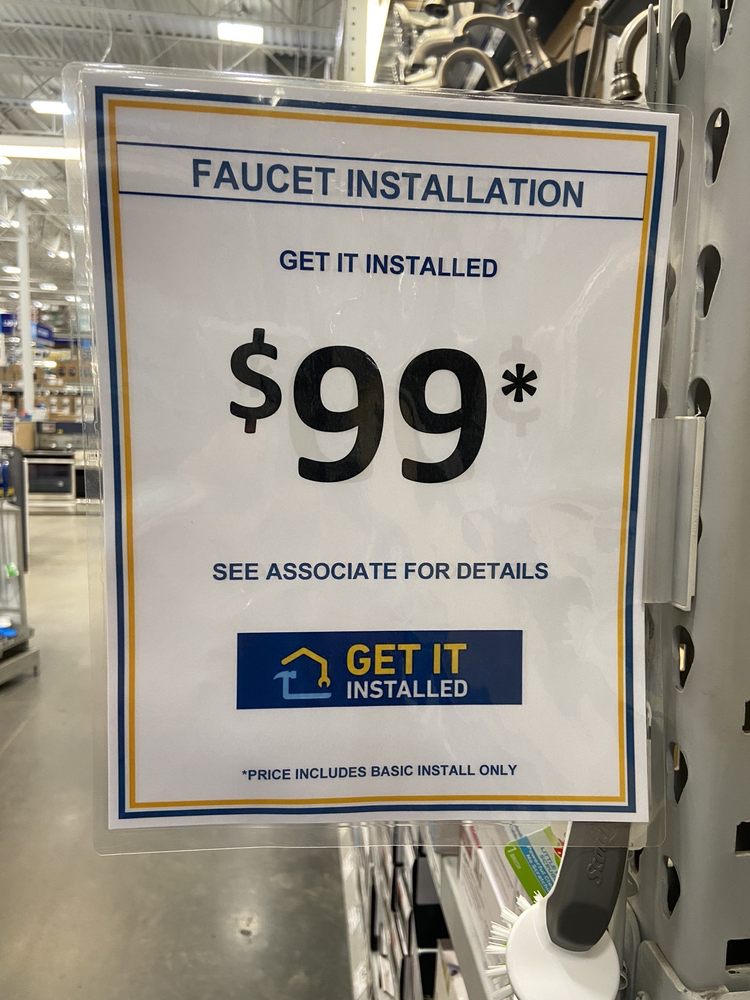 FAUCET INSTALLATION
GET IT INSTALLED
$99*
SEE ASSOCIATE FOR DETAILS
GET IT
INSTALLED
*PRICE INCLUDES BASIC INSTALL ONLY